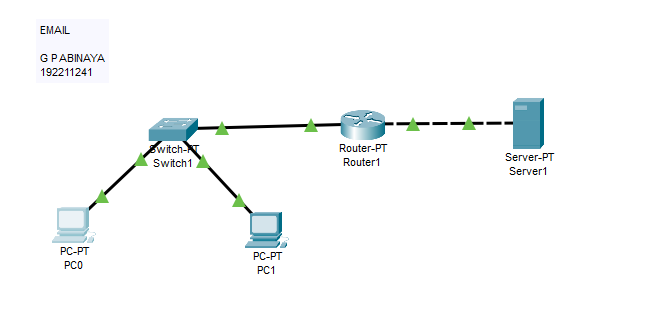 EMAIL
G P ABINAYA
192211241
Switch-PT
Switch1
Router-PT
Router1
Server-PT
Server1
PC-PT
PC0
PC-PT
PC1